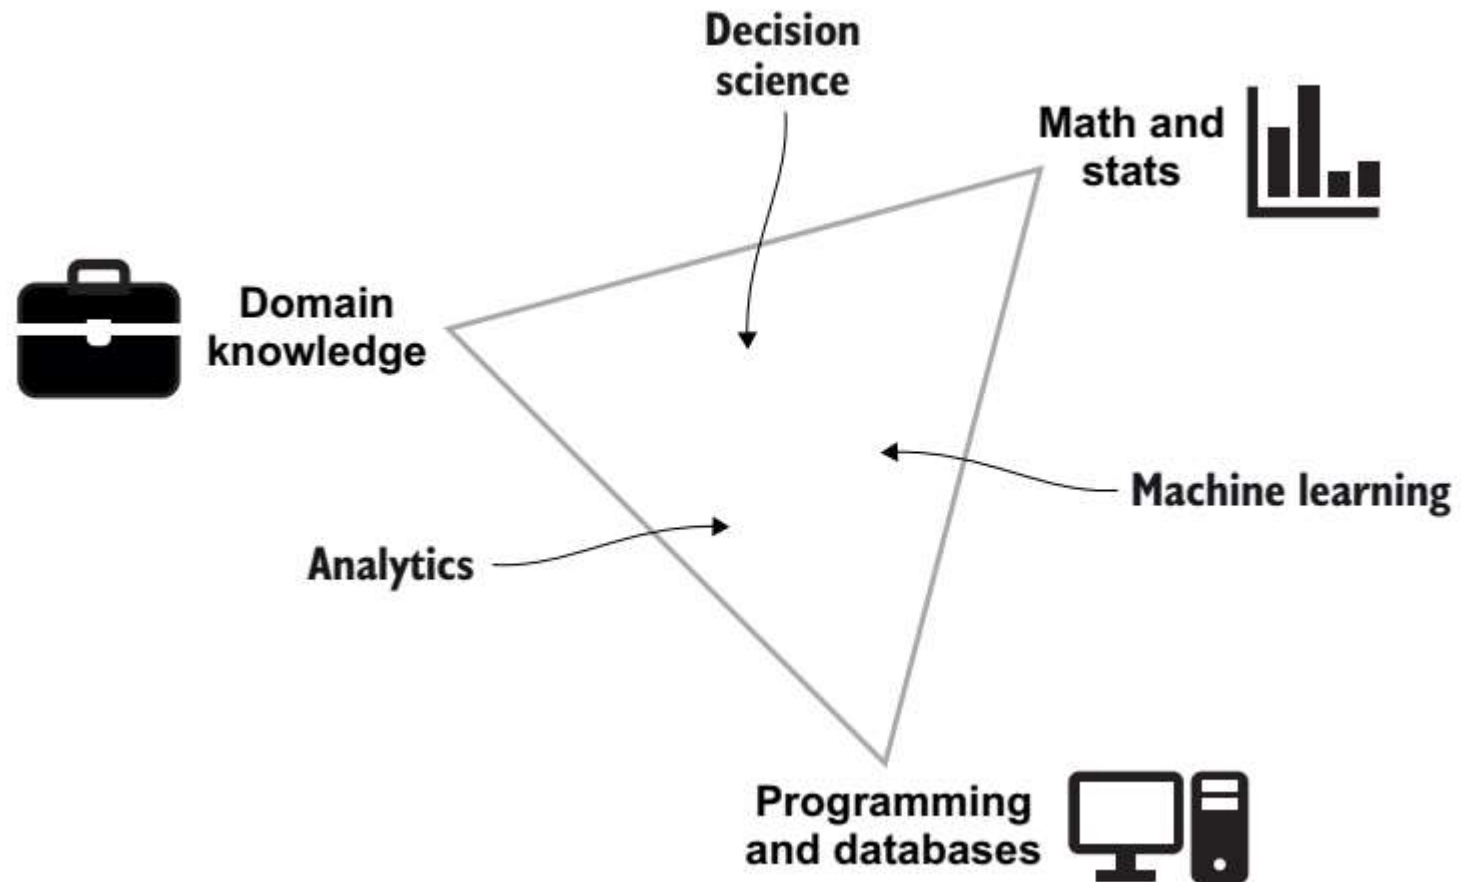 Decision
science
Math and
stats
Domain
knowledge
Machine learning
Analytics
Programming
and databases